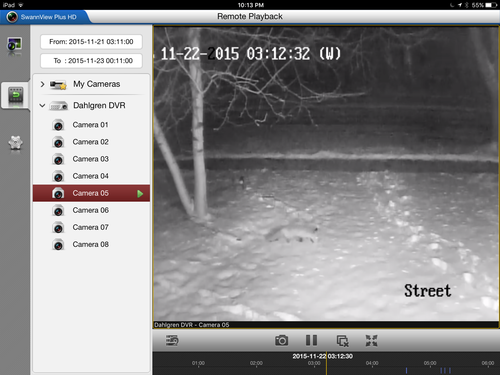 iPad
10:13 PM
55%
SwannView Plus HD
Remote Playback
From: 2015-11-21 03:11:00
To : 2015-11-23 00:11:00
My Cameras
Dahlgren DVR
Camera 01
Camera 02
Camera 03
Camera 04
Camera 05
Camera 06
Camera 07
Camera 08
11-22-2015 03:12:32 (W)
Street
Dahlgren DVR - Camera 05
2015-11-22 03:12:30
01:00
02:00
03:00
04:00
05:00
06:00